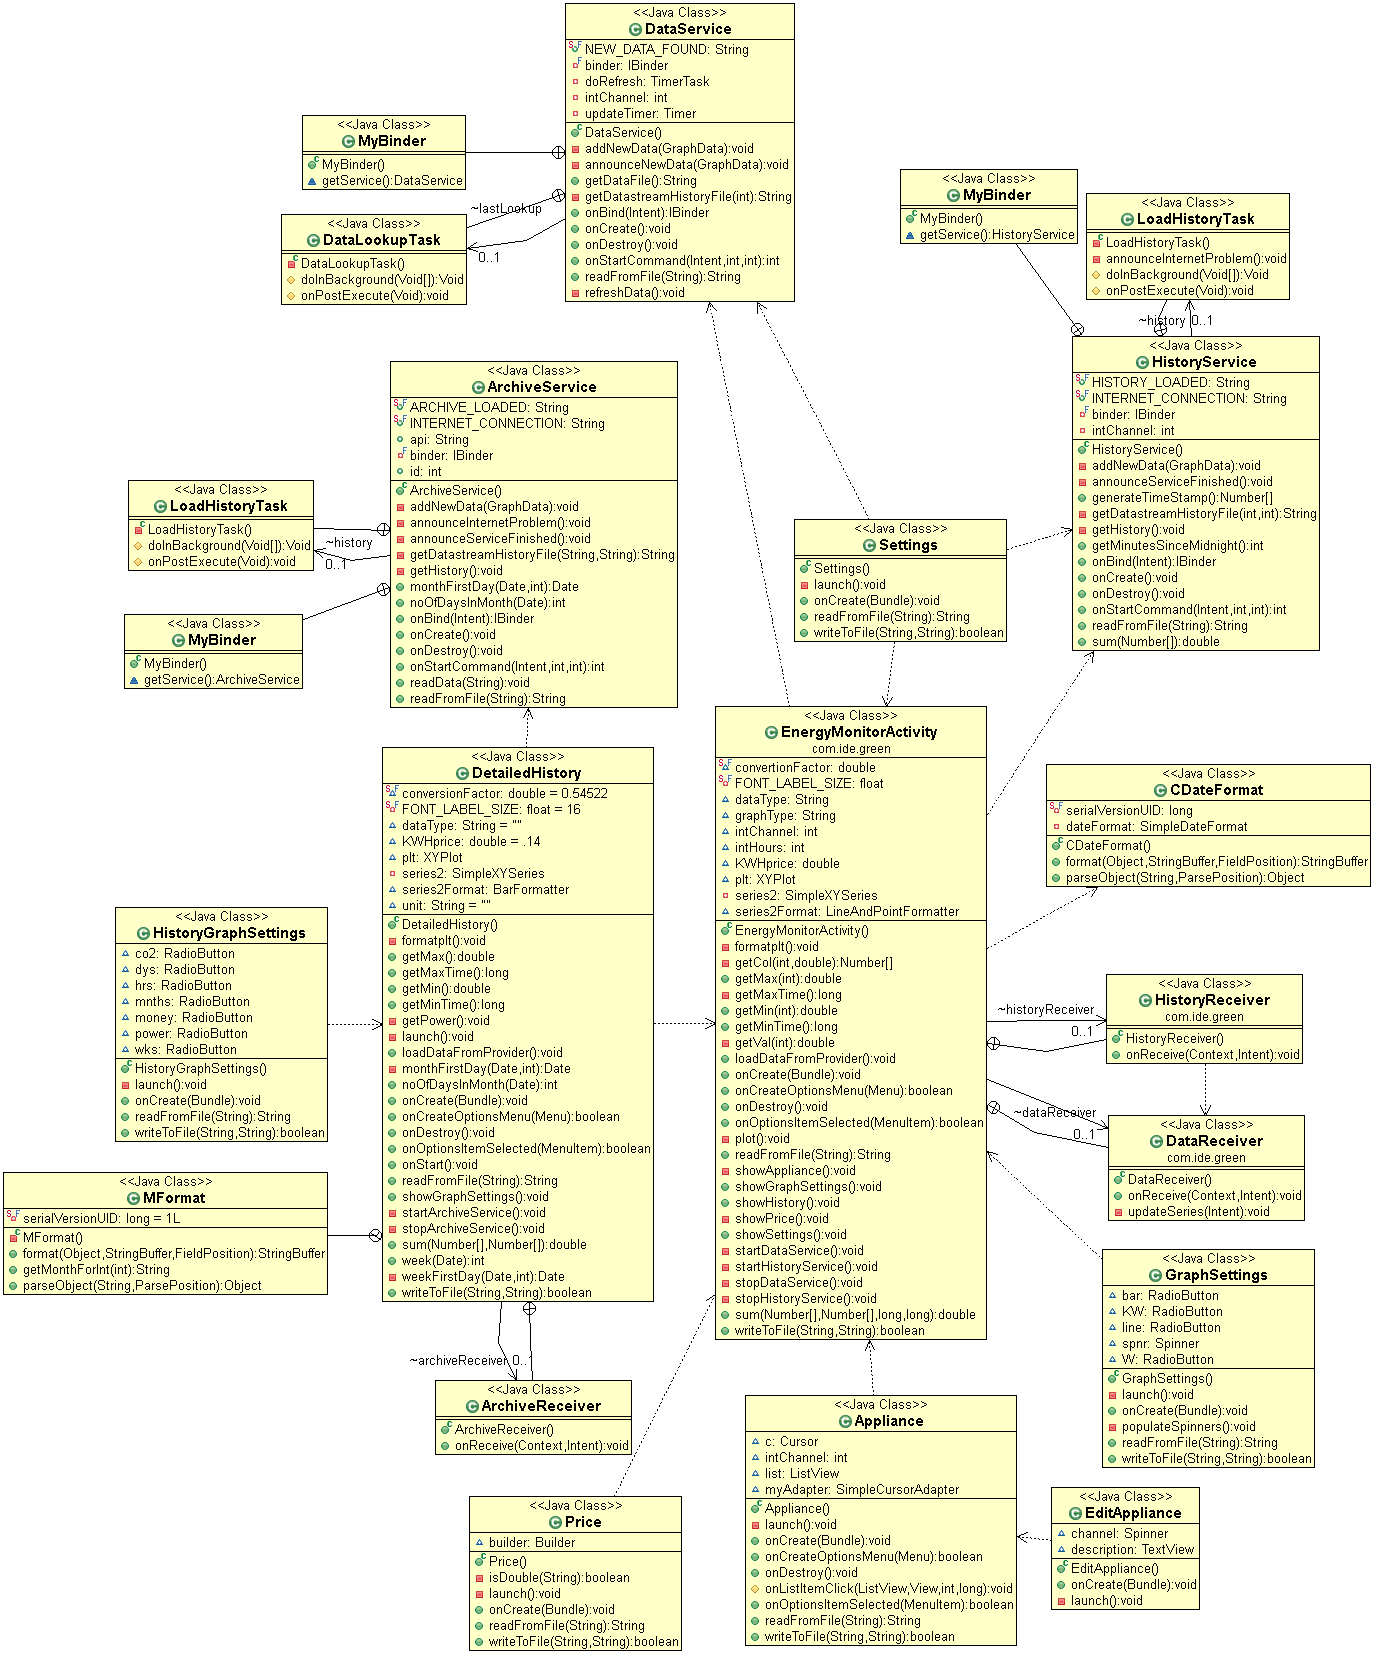 <<Java Class>>
DataService
NEW_DATA_FOUND: String
binder: IBinder
doRefresh: TimerTask
intChannel: int
updateTimer: Timer
DataService()
addNewData(GraphData):void
announceNewData(GraphData):void
getDataFile():String
getDatastreamHistoryFile(int):String
onBind(Intent):IBinder
onCreate():void
onDestroy():void
onStartCommand(Intent,int,int):int
readFromFile(String):String
refreshData():void
<<Java Class>>
MyBinder
MyBinder()
getService():DataService
~lastLookup
0..1
<<Java Class>>
DataLookupTask
DataLookupTask()
doInBackground(Void[]):Void
onPostExecute(Void):void
<<Java Class>>
MyBinder
MyBinder()
getService():HistoryService
<<Java Class>>
LoadHistoryTask
LoadHistoryTask()
announceInternetProblem():void
doInBackground(Void[]):Void
onPostExecute(Void):void
~history 0..1
<<Java Class>>
HistoryService
HISTORY_LOADED: String
INTERNET_CONNECTION: String
binder: IBinder
intChannel: int
HistoryService()
addNewData(GraphData):void
announceServiceFinished():void
generateTimeStamp():Number[]
getDatastreamHistoryFile(int,int):String
getHistory():void
getMinutesSinceMidnight():int
onBind(Intent):IBinder
onCreate():void
onDestroy():void
onStartCommand(Intent,int,int):int
readFromFile(String):String
sum(Number[]):double
<<Java Class>>
ArchiveService
ARCHIVE_LOADED: String
INTERNET_CONNECTION: String
api: String
binder: IBinder
id: int
ArchiveService()
addNewData(GraphData):void
announceInternetProblem():void
announceServiceFinished():void
getDatastreamHistoryFile(String,String):String
getHistory():void
monthFirstDay(Date,int):Date
noOfDaysInMonth(Date):int
onBind(Intent):IBinder
onCreate():void
onDestroy():void
onStartCommand(Intent,int,int):int
readData(String):void
readFromFile(String):String
<<Java Class>>
LoadHistoryTask
LoadHistoryTask()
doInBackground(Void[]):Void
onPostExecute(Void):void
~history
0..1
<<Java Class>>
MyBinder
MyBinder()
getService():ArchiveService
<<Java Class>>
Settings
Settings()
launch():void
onCreate(Bundle):void
readFromFile(String):String
writeToFile(String,String):boolean
<<Java Class>>
DetailedHistory
conversionFactor: double = 0.54522
FONT_LABEL_SIZE: float = 16
dataType: String = ""
KWHprice: double = .14
plt: XYPlot
series2: SimpleXYSeries
series2Format: BarFormatter
unit: String = ""
DetailedHistory()
formatplt():void
getMax():double
getMaxTime():long
getMin():double
getMinTime():long
getPower():void
launch():void
loadDataFromProvider():void
monthFirstDay(Date,int):Date
noOfDaysInMonth(Date):int
onCreate(Bundle):void
onCreateOptionsMenu(Menu):boolean
onDestroy():void
onOptionsItemSelected(MenuItem):boolean
onStart():void
readFromFile(String):String
showGraphSettings():void
startArchiveService():void
stopArchiveService():void
sum(Number[],Number[]):double
week(Date):int
weekFirstDay(Date,int):Date
writeToFile(String,String):boolean
<<Java Class>>
EnergyMonitorActivity
com.ide.green
convertionFactor: double
FONT_LABEL_SIZE: float
dataType: String
graphType: String
intChannel: int
intHours: int
KWHprice: double
plt: XYPlot
series2: SimpleXYSeries
series2Format: LineAndPointFormatter
EnergyMonitorActivity()
formatplt():void
getCol(int,double):Number[]
getMax(int):double
getMaxTime():long
getMin(int):double
getMinTime():long
getVal(int):double
loadDataFromProvider():void
onCreate(Bundle):void
onCreateOptionsMenu(Menu):boolean
onDestroy():void
onOptionsItemSelected(MenuItem):boolean
plot():void
readFromFile(String):String
showAppliance():void
showGraphSettings():void
showHistory():void
showPrice():void
showSettings():void
startDataService():void
startHistoryService():void
stopDataService():void
stopHistoryService():void
sum(Number[],Number[],long,long):double
writeToFile(String,String):boolean
<<Java Class>>
CDateFormat
serialVersionUID: long
dateFormat: SimpleDateFormat
CDateFormat()
format(Object,StringBuffer,FieldPosition):StringBuffer
parseObject(String,ParsePosition):Object
<<Java Class>>
HistoryGraphSettings
co2: RadioButton
dys: RadioButton
hrs: RadioButton
mnths: RadioButton
money: RadioButton
power: RadioButton
wks: RadioButton
HistoryGraphSettings()
launch():void
onCreate(Bundle):void
readFromFile(String):String
writeToFile(String,String):boolean
~historyReceiver
0..1
<<Java Class>>
HistoryReceiver
com.ide.green
HistoryReceiver()
onReceive(Context,Intent):void
~dataReceiver
0..1
<<Java Class>>
DataReceiver
com.ide.green
DataReceiver()
onReceive(Context,Intent):void
updateSeries(Intent):void
<<Java Class>>
MFormat
serialVersionUID: long = 1L
MFormat()
format(Object,StringBuffer,FieldPosition):StringBuffer
getMonthForInt(int):String
parseObject(String,ParsePosition):Object
<<Java Class>>
GraphSettings
bar: RadioButton
KW: RadioButton
line: RadioButton
spnr: Spinner
W: RadioButton
GraphSettings()
launch():void
onCreate(Bundle):void
populateSpinners():void
readFromFile(String):String
writeToFile(String,String):boolean
~archiveReceiver 0..1
<<Java Class>>
ArchiveReceiver
ArchiveReceiver()
onReceive(Context,Intent):void
<<Java Class>>
Appliance
c: Cursor
intChannel: int
list: ListView
myAdapter: SimpleCursorAdapter
Appliance()
launch():void
onCreate(Bundle):void
onCreateOptionsMenu(Menu):boolean
onDestroy():void
onListItemClick(ListView,View,int,long):void
onOptionsItemSelected(MenuItem):boolean
readFromFile(String):String
writeToFile(String,String):boolean
<<Java Class>>
Price
builder: Builder
Price()
isDouble(String):boolean
launch():void
onCreate(Bundle):void
readFromFile(String):String
writeToFile(String,String):boolean
<<Java Class>>
EditAppliance
channel: Spinner
description: TextView
EditAppliance()
onCreate(Bundle):void
launch():void